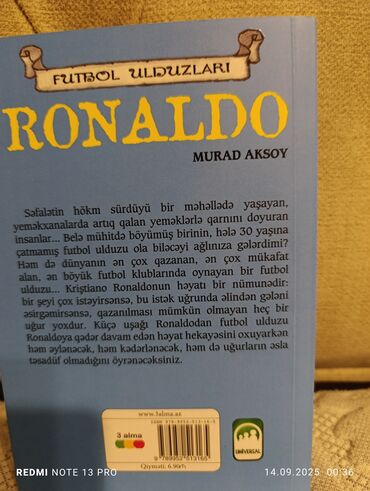 FUTBOL ULDUZLARI
RONALDO
MURAD AKSOY
Səfalətin hökm sürdüyü bir məhəllədə yaşayan,
yeməkxanalarda artıq qalan yeməklərlə qarnını doyuran
insanlar... Belə mühitdə böyümüş birinin, hələ 30 yaşına
çatmamış futbol ulduzu ola biləcəyi ağlınıza gələrdimi?
Həm də dünyanın ən çox qazanan, ən çox mükafat
alan, ən böyük futbol klublarında oynayan bir futbol
ulduzu... Kriştiano Ronaldonun həyatı bir nümunədir:
bir şeyi çox istəyirsənsə, bu istək uğrunda əlindən gələni
əsirgəmirsənsə, qazanılması mümkün olmayan heç bir
uğur yoxdur. Küçə uşağı Ronaldodan futbol ulduzu
Ronaldoya qədər davam edən həyat hekayəsini oxuyarkən
həm əylənəcək, həm kədərlənəcək, həm də uğurların əsla
təsadüf olmadığını öyrənəcəksiniz.
www.3alma.az
3 alma
9 789952 513165
Qiyməti: 6.90₼
UNIVERSAL
REDMI NOTE 13 PRO
14.09.2025 00:36